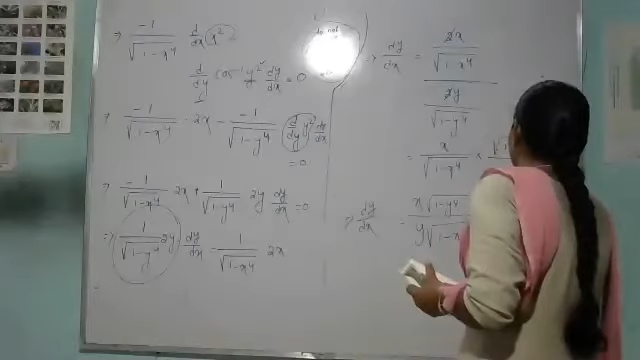 ⇒ -1/√(1-x⁴) d/dx x²
d/dy cos⁻¹ y² dy/dx = 0
⇒ -1/√(1-x⁴) 2x - 1/√(1-y⁴) d/dy y² dy/dx
= 0
⇒ -1/√(1-x⁴) 2x + 1/√(1-y⁴) 2y dy/dx = 0
⇒ 1/√(1-y⁴) 2y dy/dx = 1/√(1-x⁴) 2x
do not
dy/dx = 2x/√(1-x⁴) / 2y/√(1-y⁴)
= x/√(1-x⁴) ×
⇒ dy/dx = x√(1-y⁴) / y√(1-x